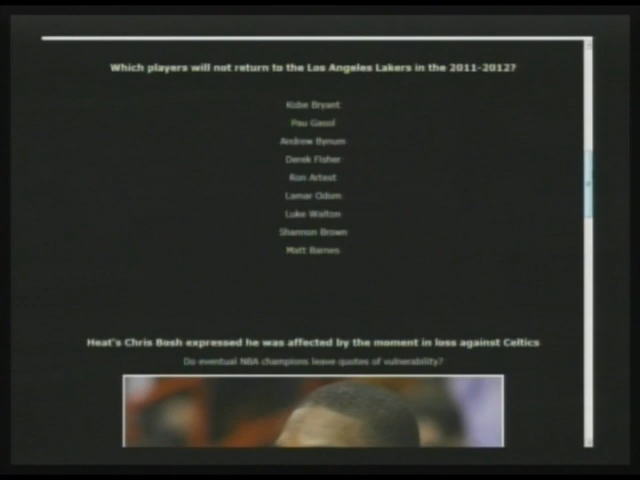 Which players will not return to the Los Angeles Lakers in the 2011-2012?
Kobe Bryant
Pau Gasol
Andrew Bynum
Derek Fisher
Ron Artest
Lamar Odom
Luke Walton
Shannon Brown
Matt Barnes
Heat's Chris Bosh expressed he was affected by the moment in loss against Celtics
Do eventual NBA champions leave quotes of vulnerability?